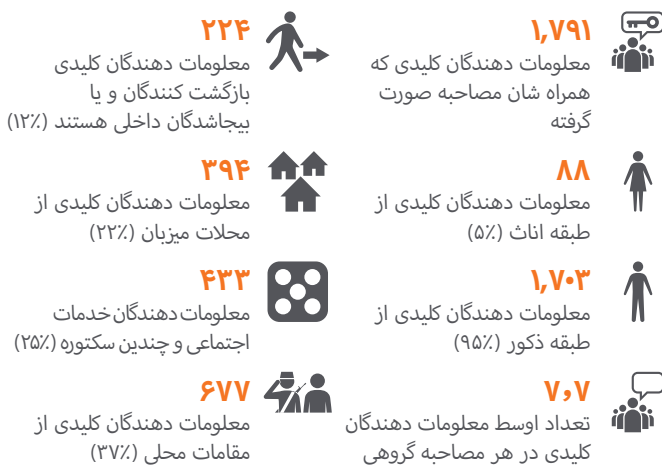 ۱,۷۹۱
معلومات دهندگان کلیدی که
همراه شان مصاحبه صورت
گرفته
۸۸
معلومات دهندگان کلیدی از
طبقه اناث (۵٪)
۱,۷۰۳
معلومات دهندگان کلیدی از
طبقه ذکور (۹۵٪)
۷,۷
تعداد اوسط معلومات دهندگان
کلیدی در هر مصاحبه گروهی
۲۲۴
معلومات دهندگان کلیدی
بازگشت کنندگان و یا
بیجاشدگان داخلی هستند (۱۲٪)
۳۹۴
معلومات دهندگان کلیدی از
محلات میزبان (۲۲٪)
۴۳۳
معلومات دهندگان خدمات
اجتماعی و چندین سکتوره (۲۵٪)
۶۷۷
معلومات دهندگان کلیدی از
مقامات محلی (۳۷٪)